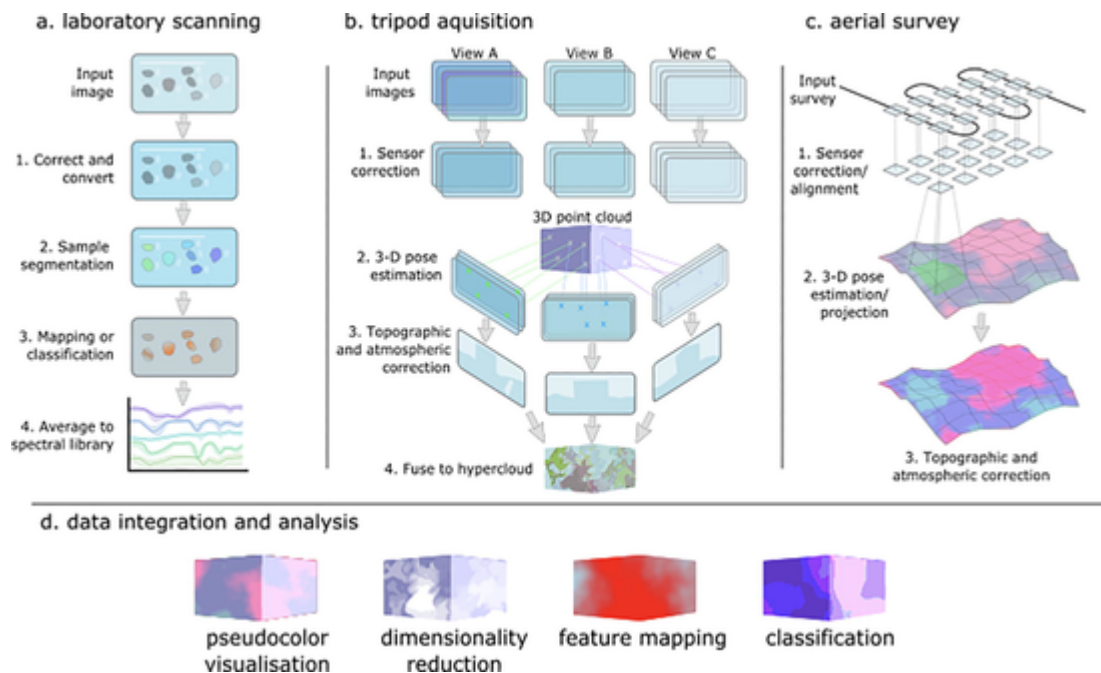 a. laboratory scanning
Input
image
1. Correct and
convert
2. Sample
segmentation
3. Mapping or
classification
4. Average to
spectral library
b. tripod aquisition
View A
View B
View C
Input
images
1. Sensor
correction
3D point cloud
2. 3-D pose
estimation
3. Topographic
and atmospheric
correction
4. Fuse to hypercloud
c. aerial survey
Input
survey
1. Sensor
correction/
alignment
2. 3-D pose
estimation/
projection
3. Topographic and
atmospheric correction
d. data integration and analysis
pseudocolor
visualisation
dimensionality
reduction
feature mapping
classification